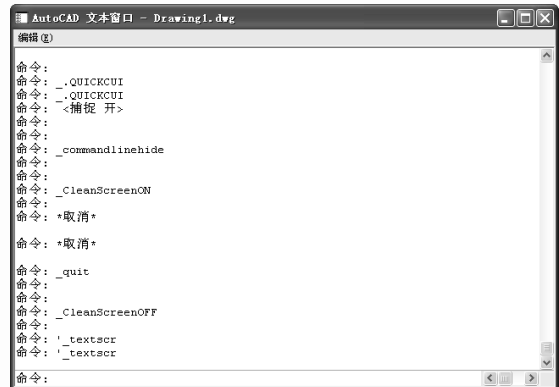 AutoCAD 文本窗口 - Drawing1.dwg
编辑(E)
命令:
命令: _.QUICKCUI
命令: _.QUICKCUI
命令:  <捕捉 开>
命令:
命令:
命令: _commandlinehide
命令:
命令:
命令: _CleanScreenON
命令:
命令: *取消*
命令: *取消*
命令: _quit
命令:
命令:
命令: _CleanScreenOFF
命令:
命令: '_textscr
命令: '_textscr
命令: